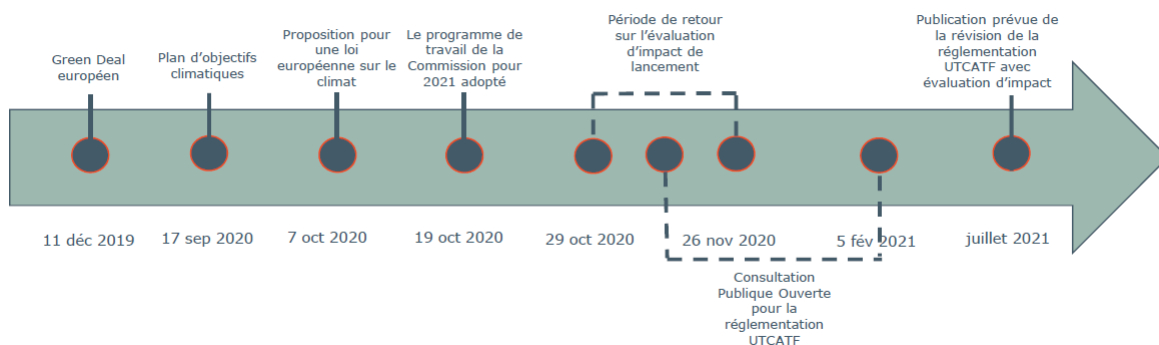 Green Deal
européen
Plan d'objectifs
climatiques
Proposition pour
une loi
européenne sur le
climat
Le programme de
travail de la
Commission pour
2021 adopté
Période de retour
sur l'évaluation
d'impact de
lancement
Publication prévue de
la révision de la
réglementation
UTCATF avec
évaluation d'impact
11 déc 2019
17 sep 2020
7 oct 2020
19 oct 2020
29 oct 2020
26 nov 2020
5 fév 2021
juillet 2021
Consultation
Publique Ouverte
pour la
réglementation
UTCATF